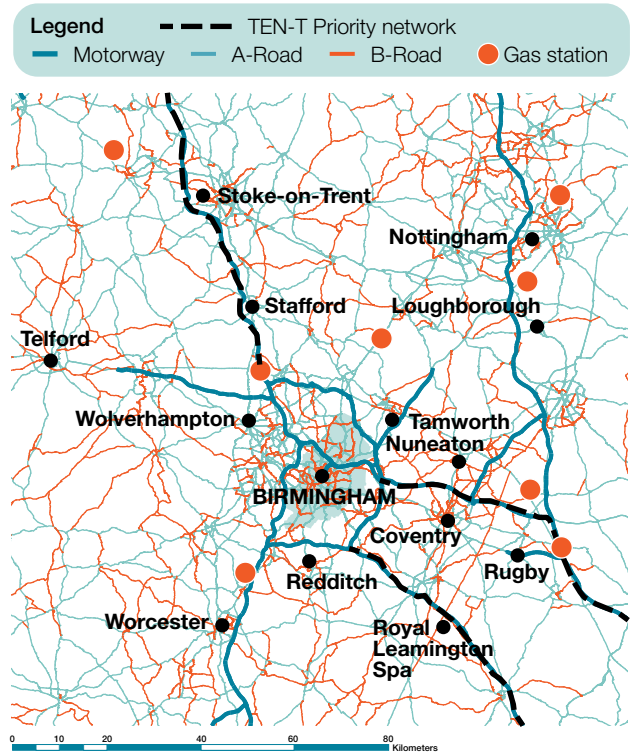 Legend TEN-T Priority network
Motorway A-Road B-Road Gas station
Stoke-on-Trent
Nottingham
Stafford
Loughborough
Telford
Wolverhampton
Tamworth
Nuneaton
BIRMINGHAM
Coventry
Redditch
Rugby
Worcester
Royal
Leamington
Spa
0 10 20 40 60 80
Kilometers